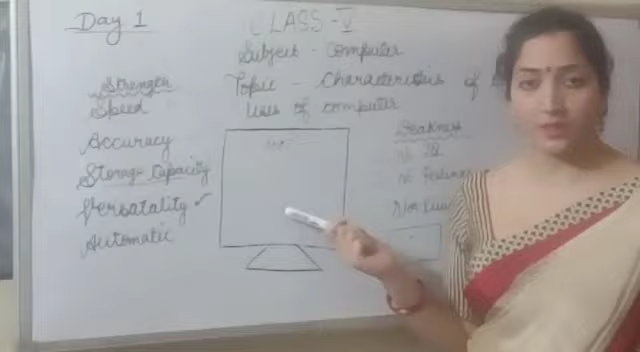 Day 1
CLASS-V
Subject - Computer
Topic - Characteristics of
Uses of computer
Strength
Speed
Accuracy
Storage Capacity
Versatality ✓
Automatic
Weakness
No IQ
No Feelings